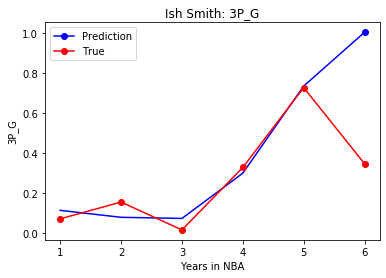 Ish Smith: 3P_G
Prediction
True
3P_G
1.0
0.8
0.6
0.4
0.2
0.0
1 2 3 4 5 6
Years in NBA